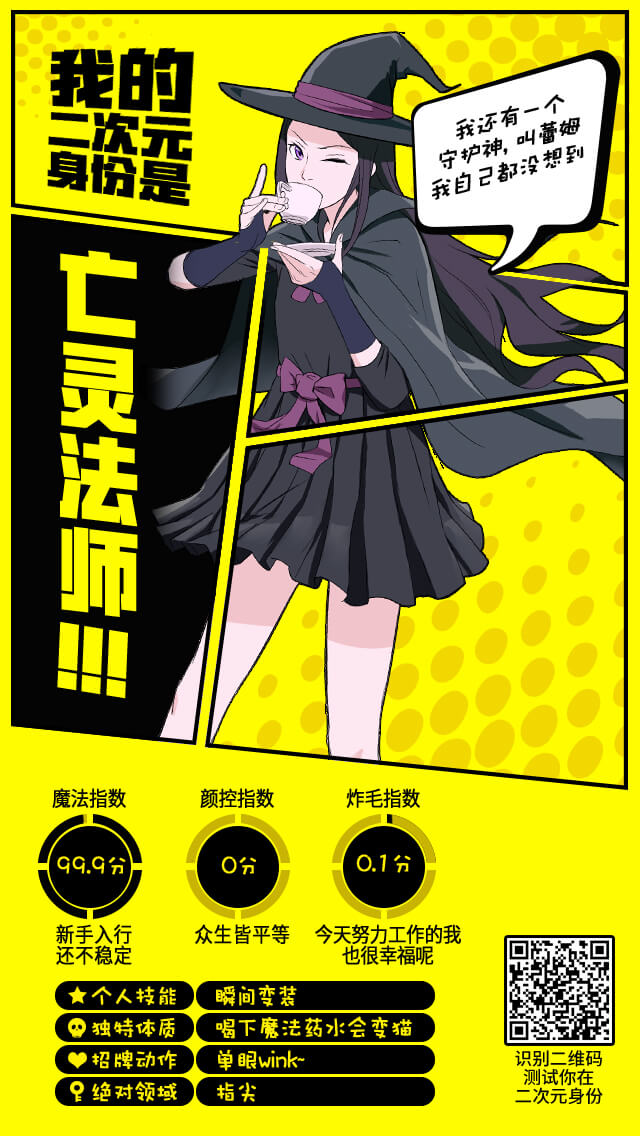 我的
二次元
身份是
我还有一个
守护神, 叫蕾姆
我自己都没想到
亡灵法师!!!
魔法指数
99.9分
新手入行
还不稳定
颜控指数
0分
众生皆平等
炸毛指数
0.1分
今天努力工作的我
也很幸福呢
个人技能 瞬间变装
独特体质 喝下魔法药水会变猫
招牌动作 单眼wink~
绝对领域 指尖
识别二维码
测试你在
二次元身份